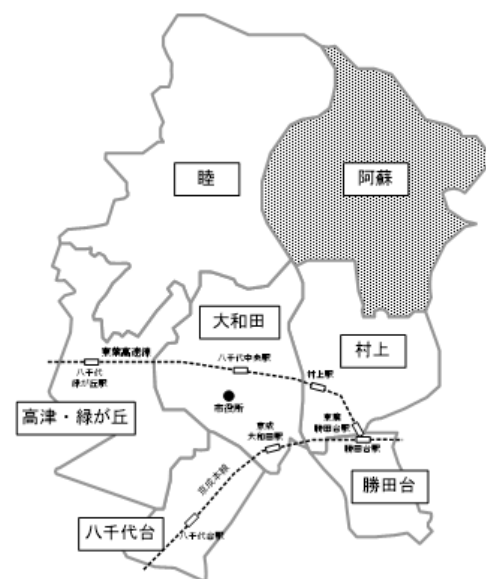 睦
阿蘇
大和田
村上
東葉高速線
八千代中央駅
八千代
緑が丘駅
村上駅
市役所
高津・緑が丘
東葉
勝田台駅
京成
大和田駅
勝田台駅
京成本線
勝田台
八千代台
八千代台駅